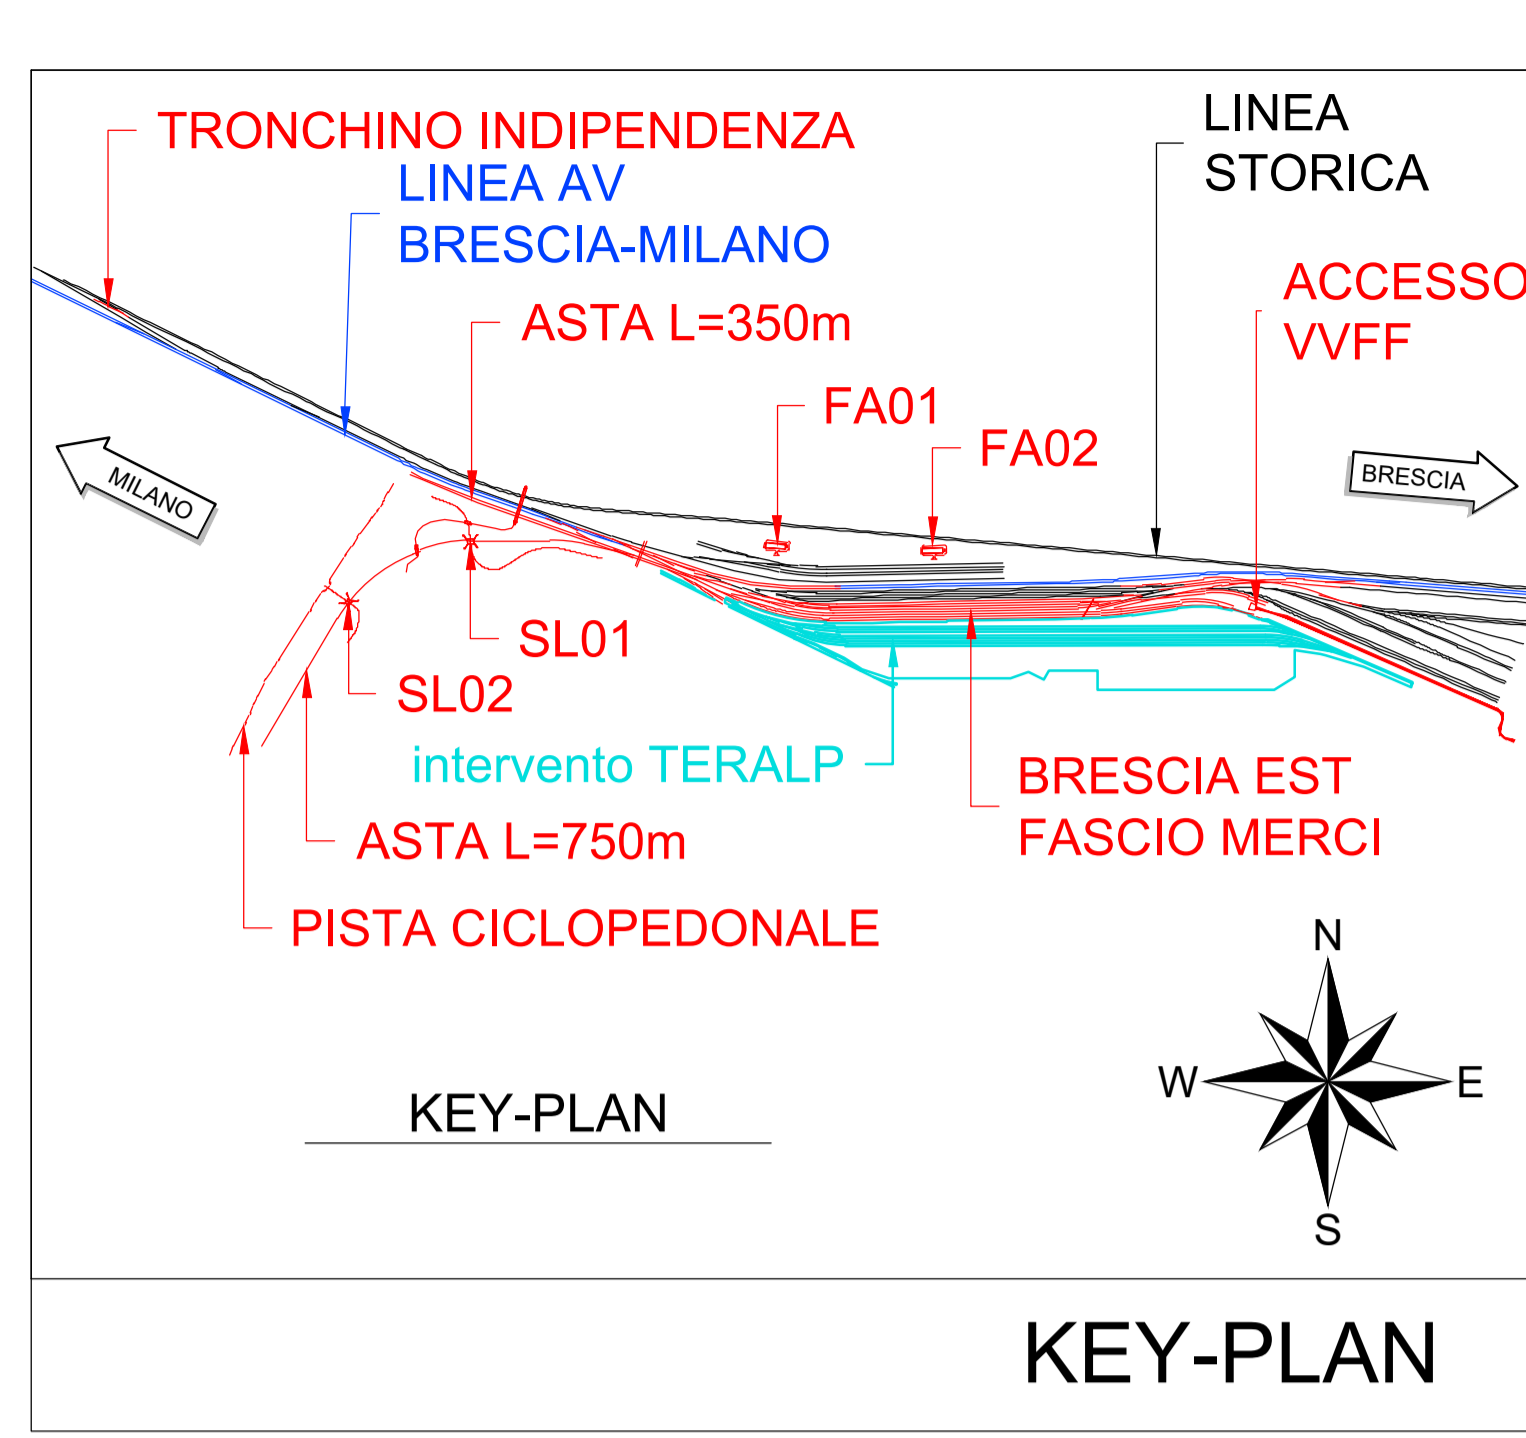 TRONCHINO INDIPENDENZA
LINEA AV
BRESCIA-MILANO
LINEA
STORICA
ASTA L=350m
ACCESSO
VVFF
FA01
FA02
MILANO
BRESCIA
SL01
SL02
intervento TERALP
BRESCIA EST
FASCIO MERCI
ASTA L=750m
PISTA CICLOPEDONALE
N
W
E
S
KEY-PLAN
KEY-PLAN